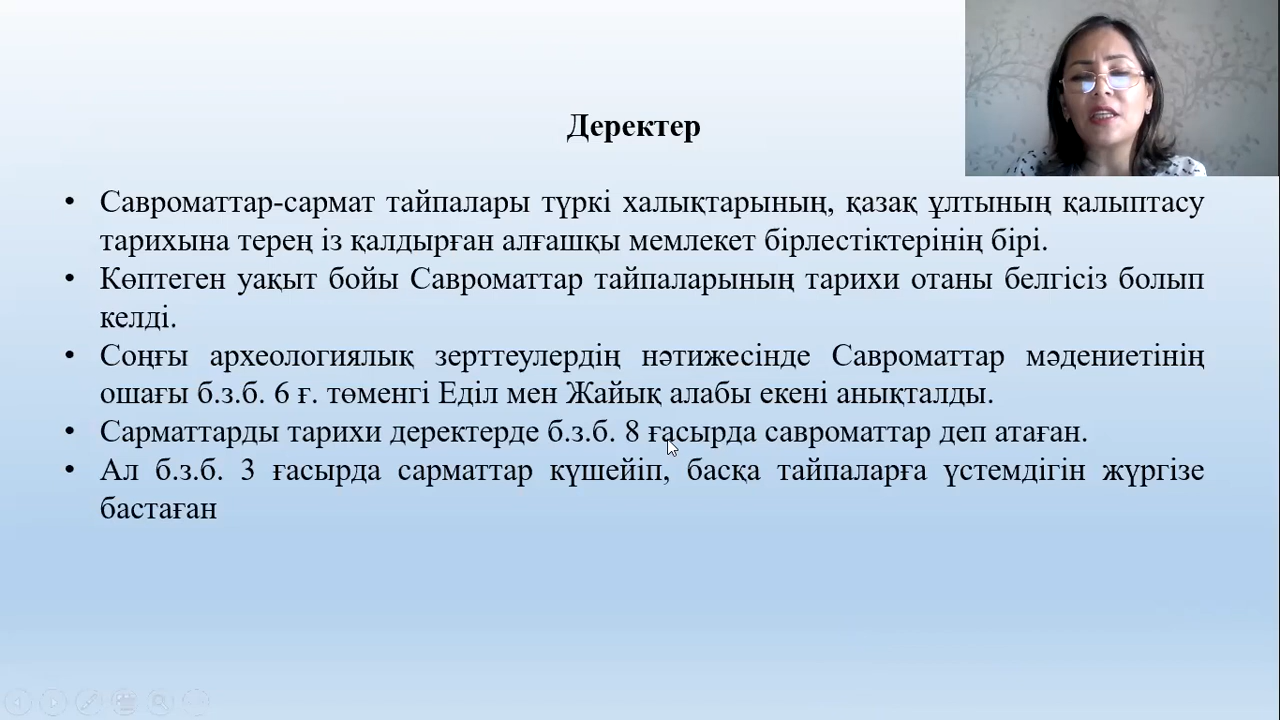 Деректер
• Савроматтар-сармат тайпалары түркі халықтарының, қазақ ұлтының қалыптасу
тарихына терең із қалдырған алғашқы мемлекет бірлестіктерінің бірі.
• Көптеген уақыт бойы Савроматтар тайпаларының тарихи отаны белгісіз болып
келді.
• Соңғы археологиялық зерттеулердің нәтижесінде Савроматтар мәдениетінің
ошағы б.з.б. 6 ғ. төменгі Еділ мен Жайық алабы екені анықталды.
• Сарматтарды тарихи деректерде б.з.б. 8 ғасырда савроматтар деп атаған.
• Ал б.з.б. 3 ғасырда сарматтар күшейіп, басқа тайпаларға үстемдігін жүргізе
бастаған